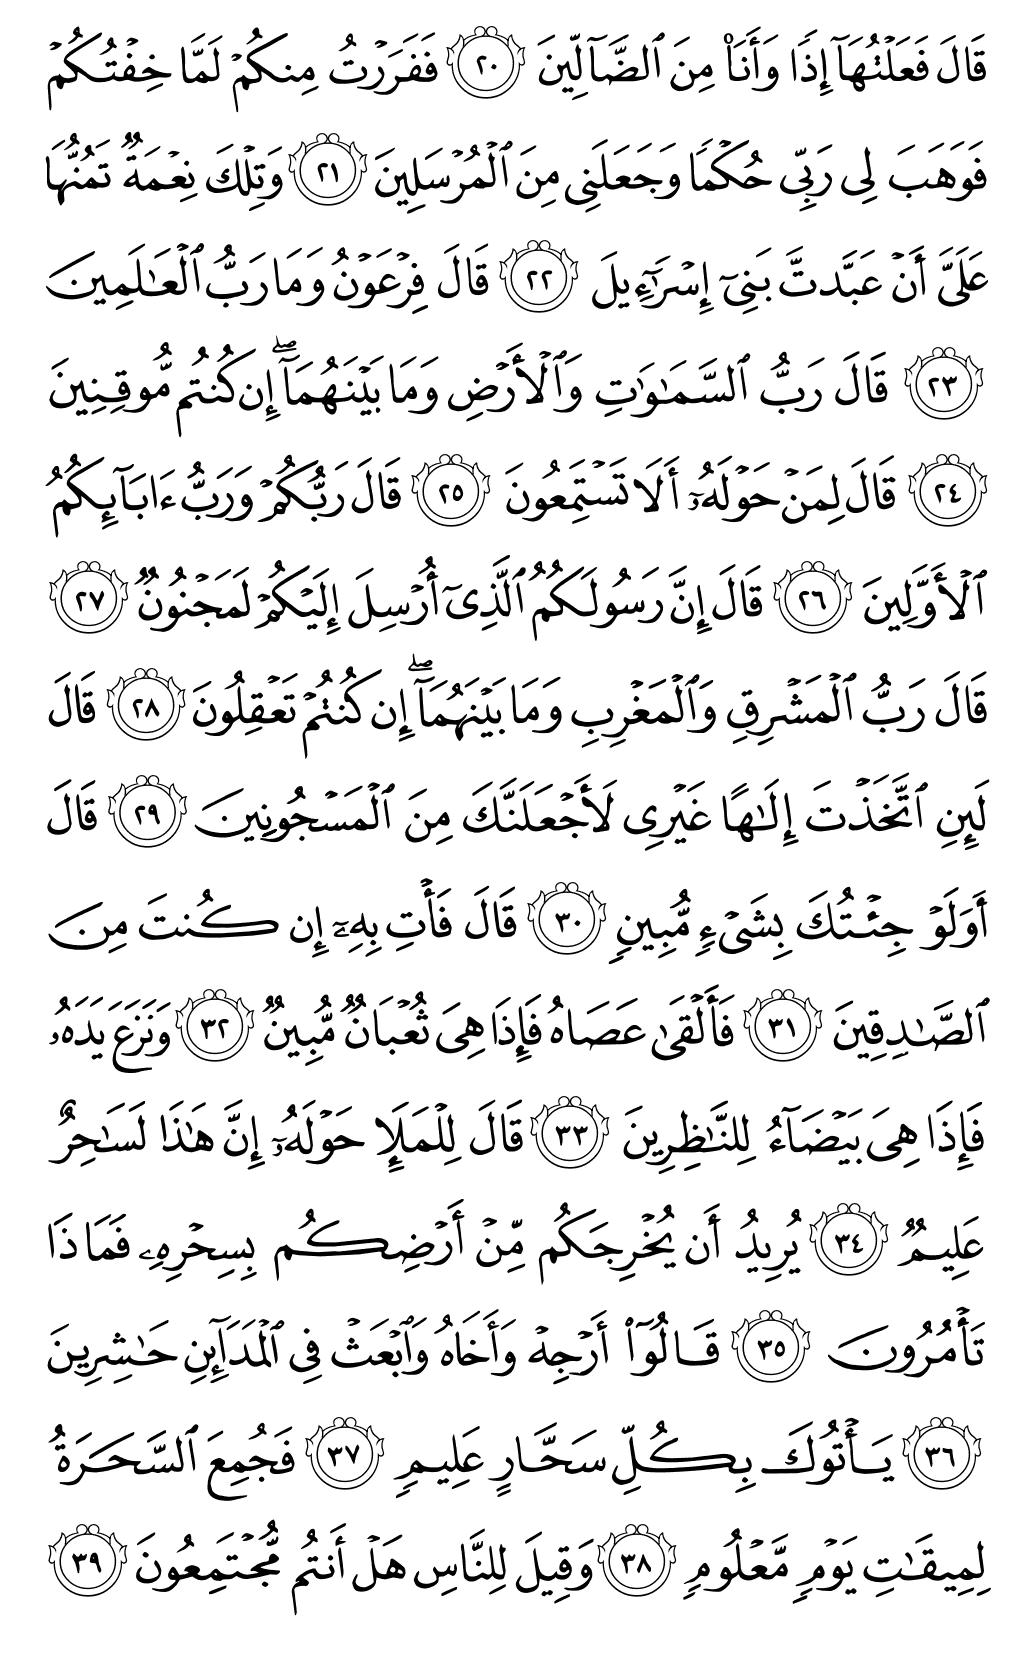 قَالَ فَعَلۡتُهَآ إِذٗا وَأَنَا۠ مِنَ ٱلضَّآلِّينَ ٢٠ فَفَرَرۡتُ مِنكُمۡ لَمَّا خِفۡتُكُمۡ
فَوَهَبَ لِي رَبِّي حُكۡمٗا وَجَعَلَنِي مِنَ ٱلۡمُرۡسَلِينَ ٢١ وَتِلۡكَ نِعۡمَةٞ تَمُنُّهَا
عَلَيَّ أَنۡ عَبَّدتَّ بَنِيٓ إِسۡرَٰٓءِيلَ ٢٢ قَالَ فِرۡعَوۡنُ وَمَا رَبُّ ٱلۡعَٰلَمِينَ
٢٣ قَالَ رَبُّ ٱلسَّمَٰوَٰتِ وَٱلۡأَرۡضِ وَمَا بَيۡنَهُمَآۖ إِن كُنتُم مُّوقِنِينَ
٢٤ قَالَ لِمَنۡ حَوۡلَهُۥٓ أَلَا تَسۡتَمِعُونَ ٢٥ قَالَ رَبُّكُمۡ وَرَبُّ ءَابَآئِكُمُ
ٱلۡأَوَّلِينَ ٢٦ قَالَ إِنَّ رَسُولَكُمُ ٱلَّذِيٓ أُرۡسِلَ إِلَيۡكُمۡ لَمَجۡنُونٞ ٢٧
قَالَ رَبُّ ٱلۡمَشۡرِقِ وَٱلۡمَغۡرِبِ وَمَا بَيۡنَهُمَآۖ إِن كُنتُمۡ تَعۡقِلُونَ ٢٨ قَالَ
لَئِنِ ٱتَّخَذۡتَ إِلَٰهًا غَيۡرِي لَأَجۡعَلَنَّكَ مِنَ ٱلۡمَسۡجُونِينَ ٢٩ قَالَ
أَوَلَوۡ جِئۡتُكَ بِشَيۡءٖ مُّبِينٖ ٣٠ قَالَ فَأۡتِ بِهِۦٓ إِن كُنتَ مِنَ
ٱلصَّٰدِقِينَ ٣١ فَأَلۡقَىٰ عَصَاهُ فَإِذَا هِيَ ثُعۡبَانٞ مُّبِينٞ ٣٢ وَنَزَعَ يَدَهُۥ
فَإِذَا هِيَ بَيۡضَآءُ لِلنَّٰظِرِينَ ٣٣ قَالَ لِلۡمَلَإِ حَوۡلَهُۥٓ إِنَّ هَٰذَا لَسَٰحِرٌ
عَلِيمٞ ٣٤ يُرِيدُ أَن يُخۡرِجَكُم مِّنۡ أَرۡضِكُم بِسِحۡرِهِۦ فَمَاذَا
تَأۡمُرُونَ ٣٥ قَالُوٓاْ أَرۡجِهۡ وَأَخَاهُ وَٱبۡعَثۡ فِي ٱلۡمَدَآئِنِ حَٰشِرِينَ
٣٦ يَأۡتُوكَ بِكُلِّ سَحَّارٍ عَلِيمٖ ٣٧ فَجُمِعَ ٱلسَّحَرَةُ
لِمِيقَٰتِ يَوۡمٖ مَّعۡلُومٖ ٣٨ وَقِيلَ لِلنَّاسِ هَلۡ أَنتُم مُّجۡتَمِعُونَ ٣٩